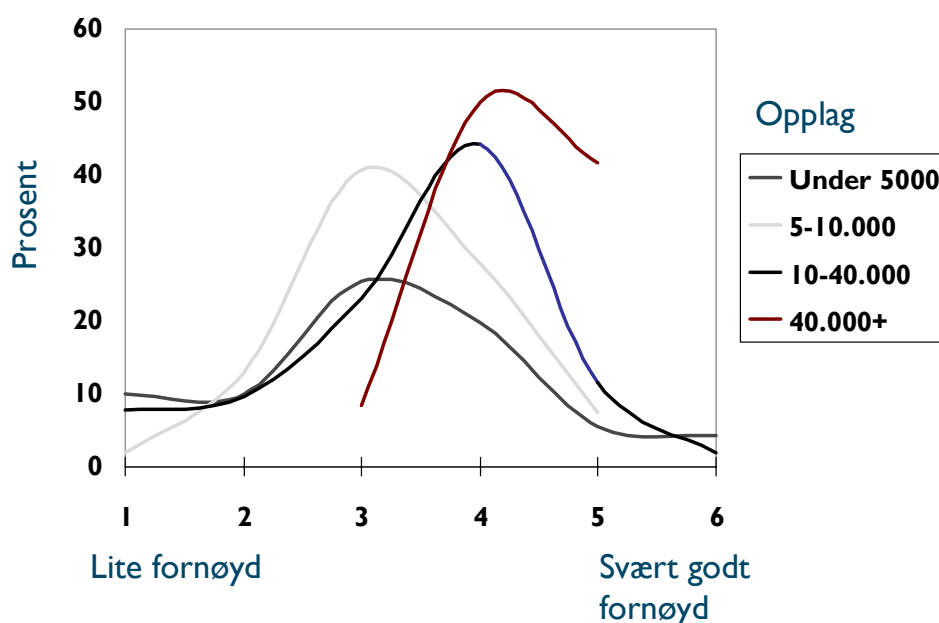 60
50
40
30
20
10
0
Prosent
1 2 3 4 5 6
Lite fornøyd
Svært godt
fornøyd
Opplag
Under 5000
5-10.000
10-40.000
40.000+